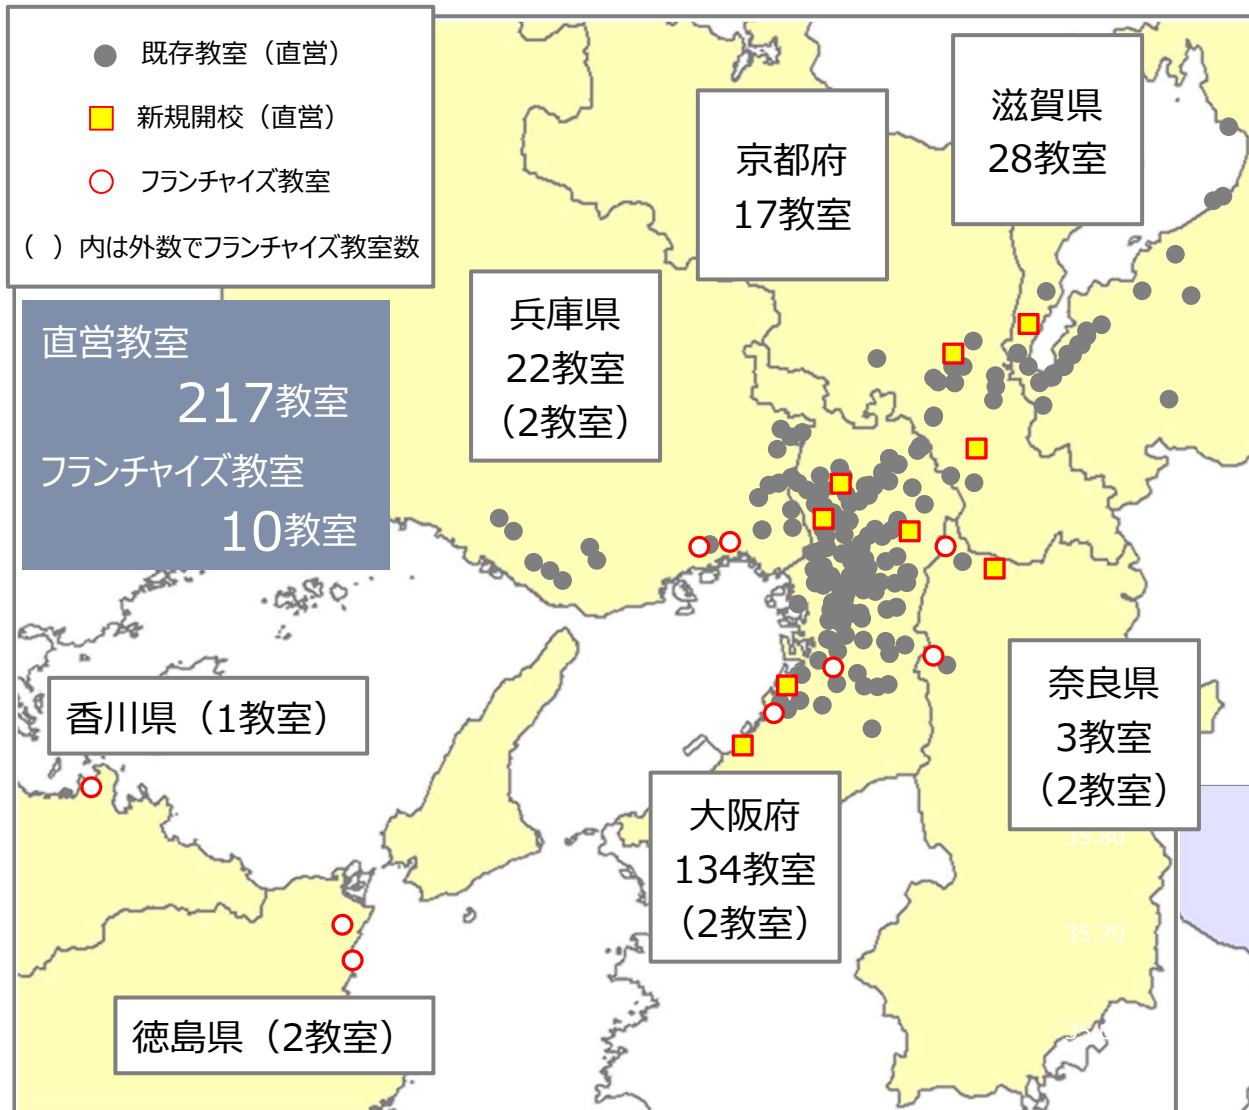 既存教室（直営）
新規開校（直営）
フランチャイズ教室
（ ）内は外数でフランチャイズ教室数
直営教室
217教室
フランチャイズ教室
10教室
滋賀県
28教室
京都府
17教室
兵庫県
22教室
（2教室）
香川県（1教室）
徳島県（2教室）
大阪府
134教室
（2教室）
奈良県
3教室
（2教室）
35.80
35.70